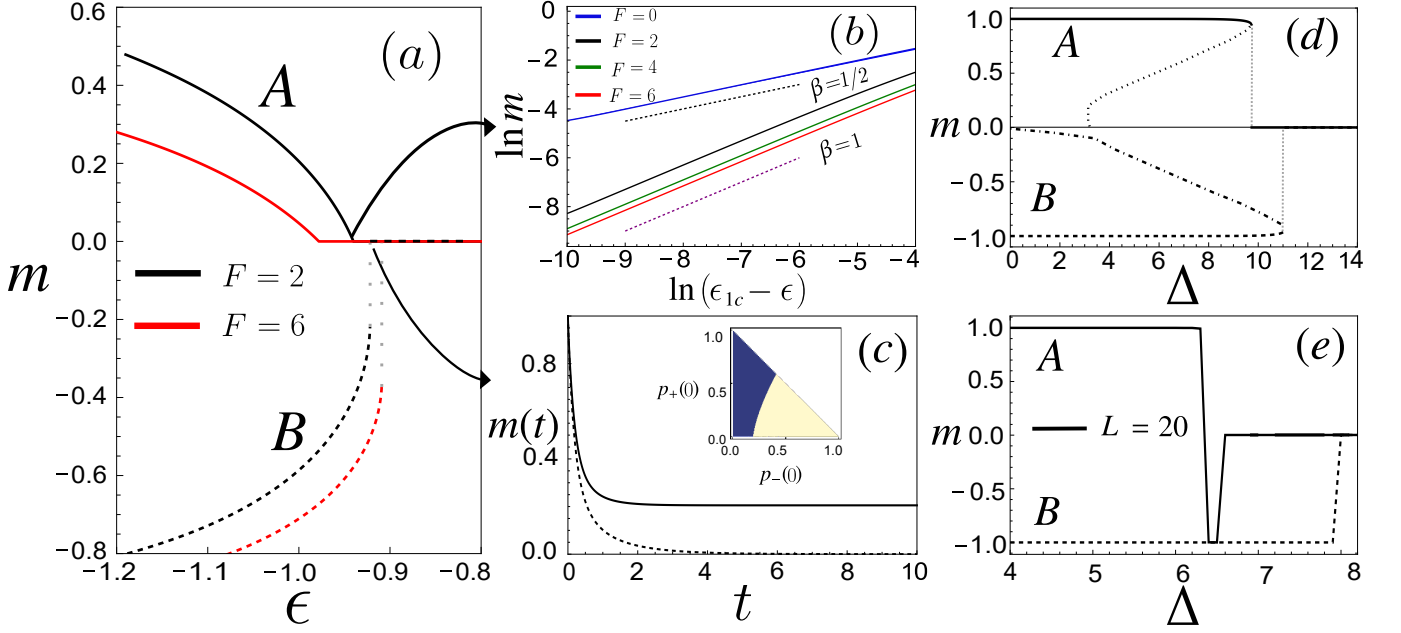 (a)
A
B
m
0.6
0.4
0.2
0.0
−0.2
−0.4
−0.6
−0.8
F = 2
F = 6
−1.2
−1.1
−1.0
−0.9
−0.8
ϵ
(b)
F = 0
F = 2
F = 4
F = 6
β=1/2
β=1
ln m
0
−2
−4
−6
−8
−10
−9
−8
−7
−6
−5
−4
ln (ϵ1c − ϵ)
(c)
m(t)
0.8
0.4
0.0
0
2
4
6
8
10
t
p+(0)
1.0
0.5
0.0
0.0
0.5
1.0
p−(0)
(d)
A
B
m
1.0
0.5
0.0
−0.5
−1.0
0
2
4
6
8
10
12
14
Δ
(e)
A
B
L = 20
m
1.0
0.5
0.0
−0.5
−1.0
4
5
6
7
8
Δ